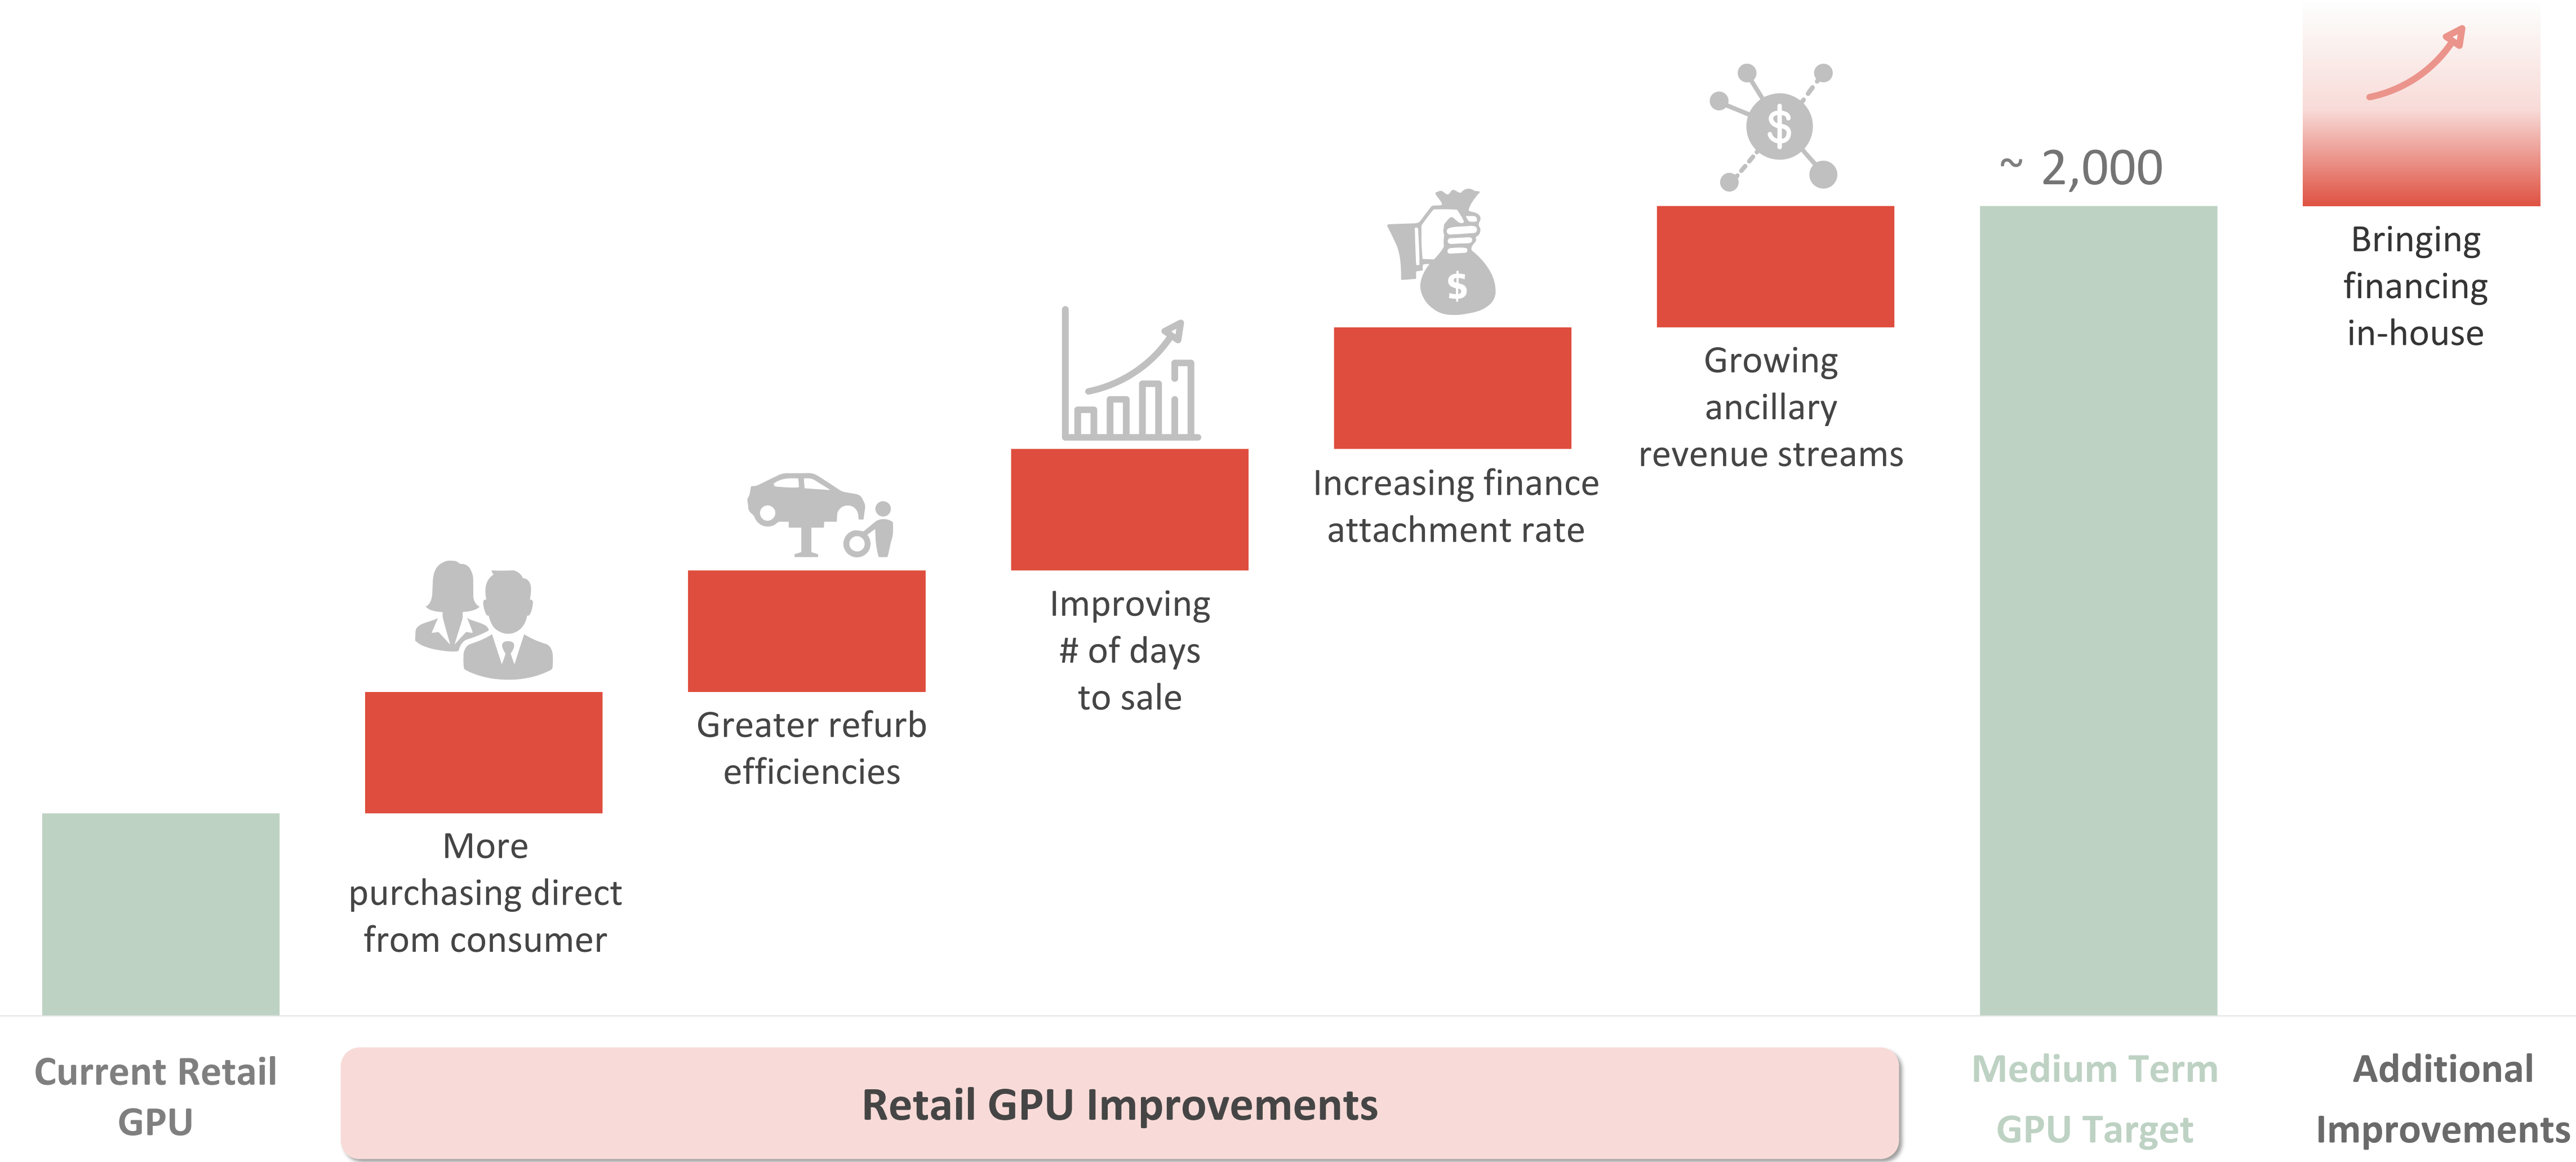 ~ 2,000
$
$
Bringing
financing
in-house
Growing
ancillary
revenue streams
Increasing finance
attachment rate
Improving
# of days
to sale
Greater refurb
efficiencies
More
purchasing direct
from consumer
Current Retail
GPU
Retail GPU Improvements
Medium Term
GPU Target
Additional
Improvements